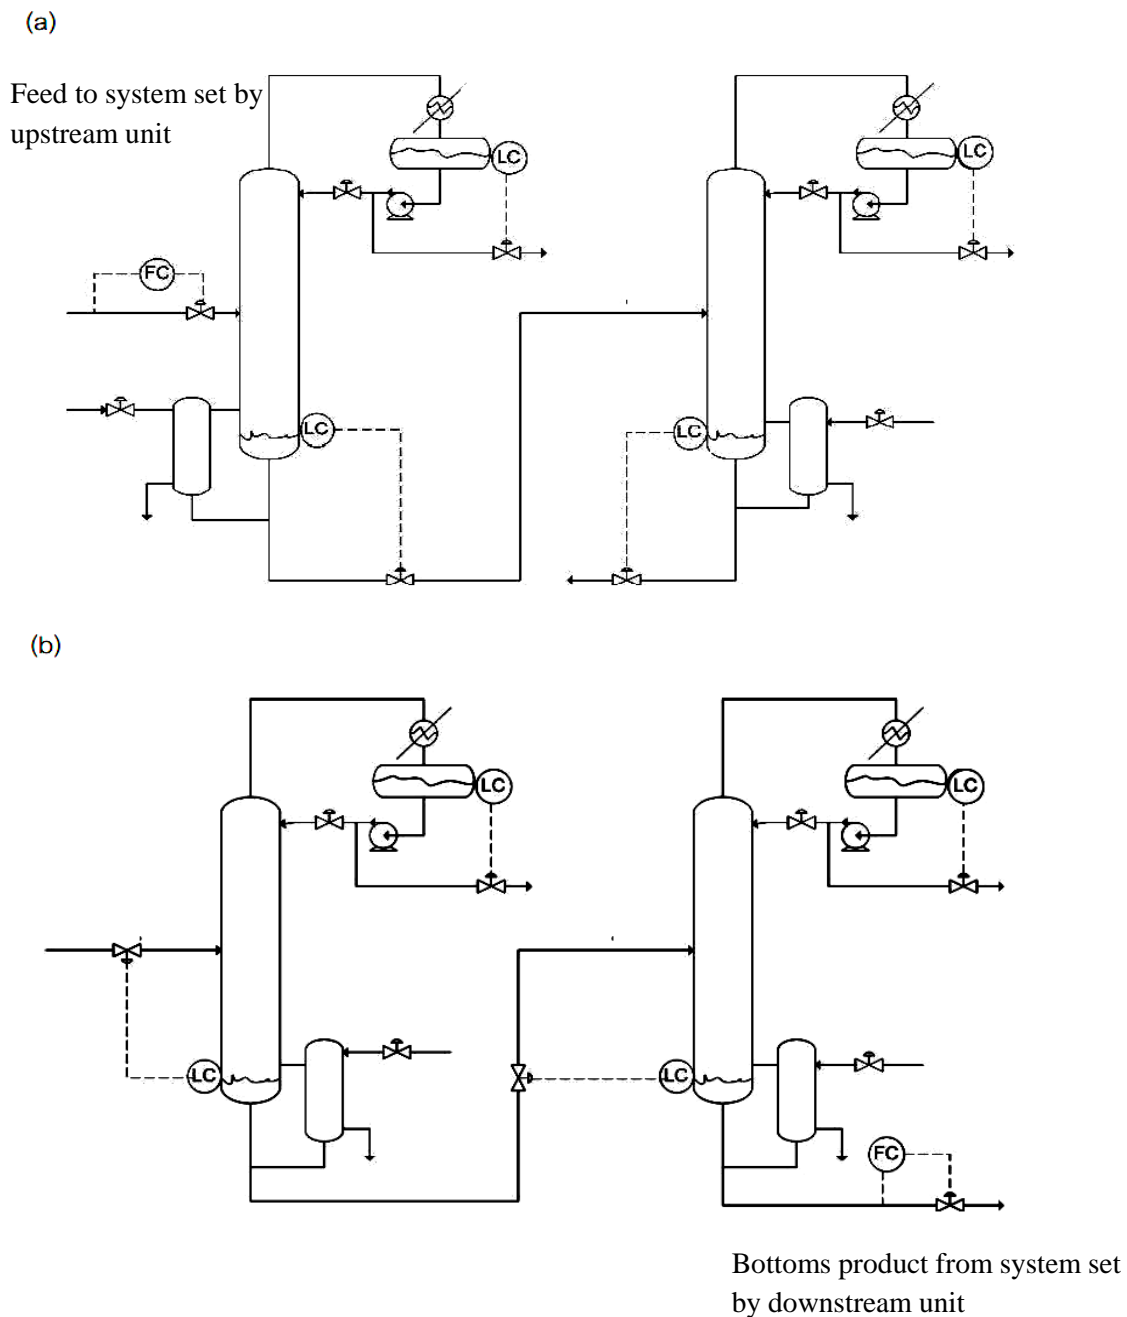 (a)
Feed to system set by
upstream unit
LC
LC
FC
LC
LC
(b)
LC
LC
LC
LC
FC
Bottoms product from system set
by downstream unit